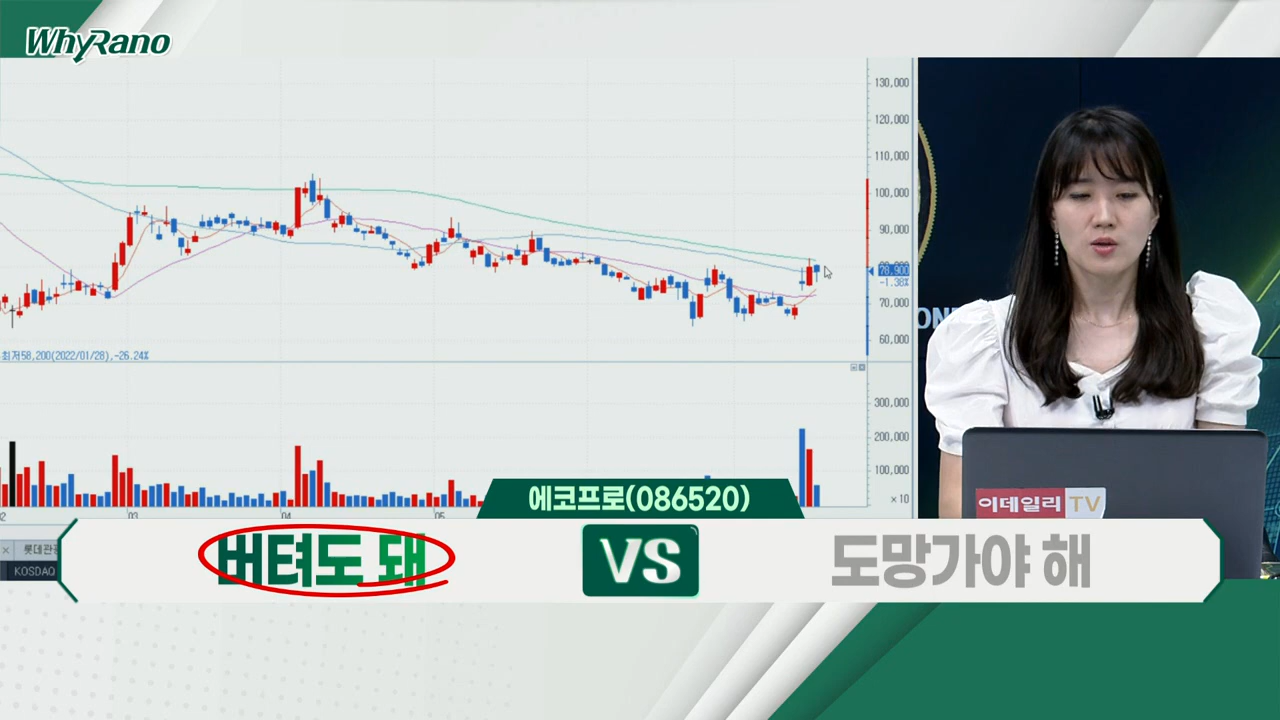 WhyRano
130,000
120,000
110,000
100,000
90,000
80,000
78,900
-1.38%
70,000
60,000
최저58,200(2022/01/28),-26.24%
300,000
200,000
100,000
×10
03
04
05
이데일리TV
에코프로(086520)
버텨도 돼
VS
도망가야 해
롯데관
KOSDAQ